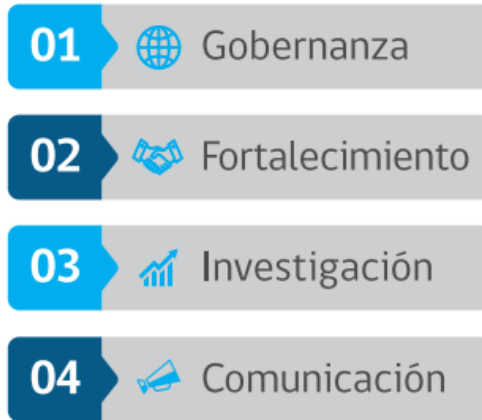 01 Gobernanza
02 Fortalecimiento
03 Investigación
04 Comunicación